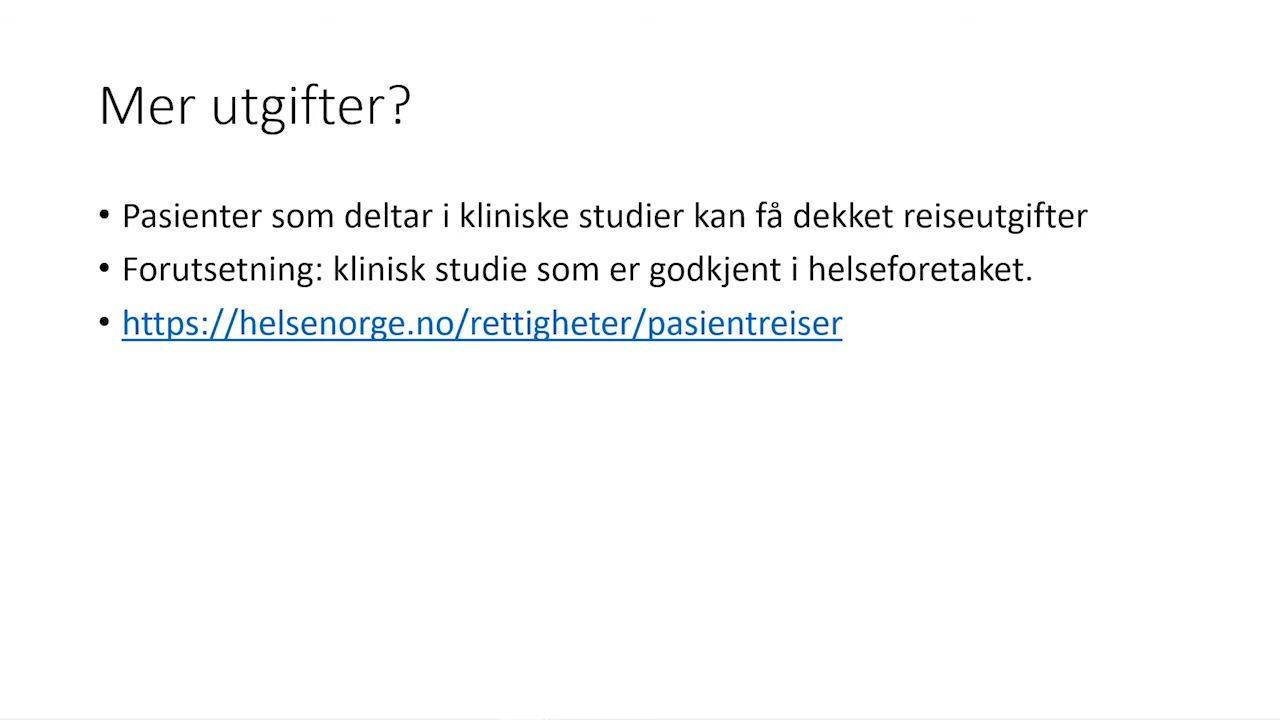 Mer utgifter?
• Pasienter som deltar i kliniske studier kan få dekket reiseutgifter
• Forutsetning: klinisk studie som er godkjent i helseforetaket.
• https://helsenorge.no/rettigheter/pasientreiser